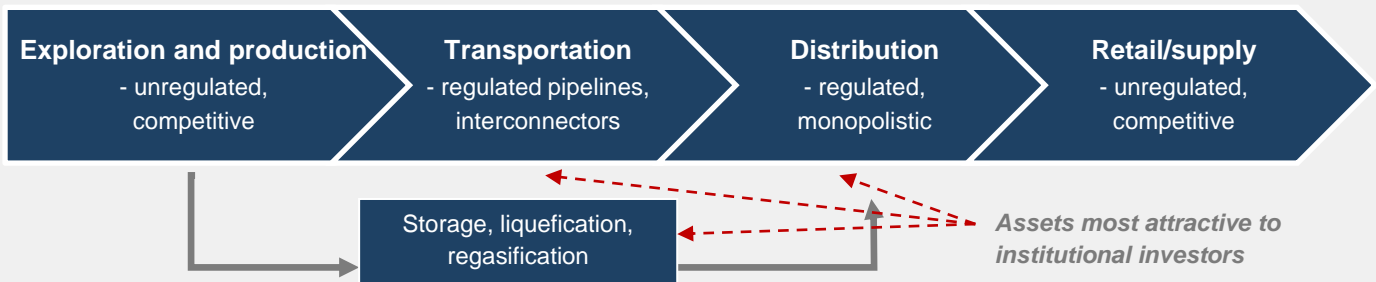 Exploration and production
- unregulated,
competitive
Transportation
- regulated pipelines,
interconnectors
Distribution
- regulated,
monopolistic
Retail/supply
- unregulated,
competitive
Storage, liquefication,
regasification
Assets most attractive to
institutional investors